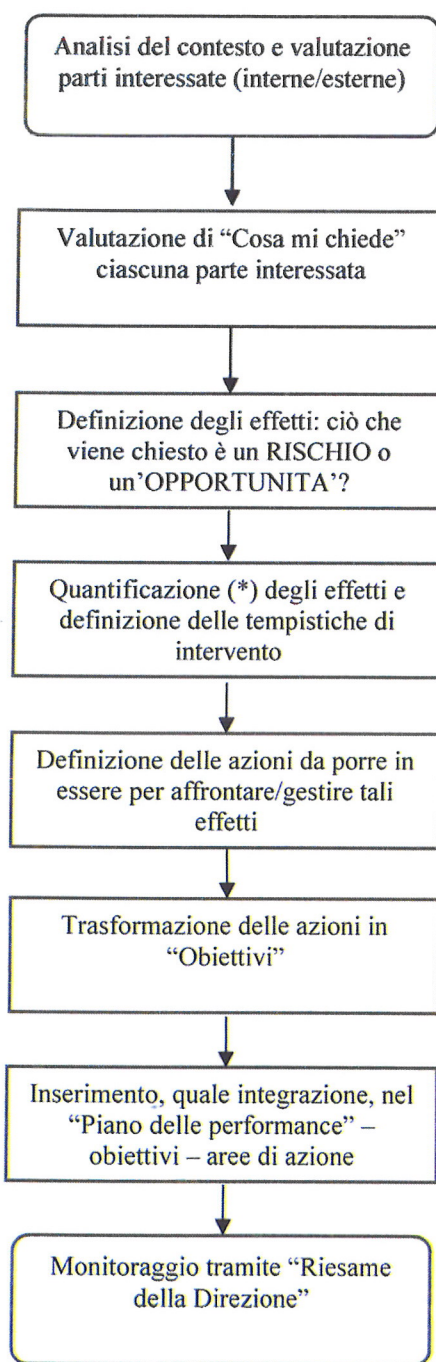 Analisi del contesto e valutazione
parti interessate (interne/esterne)
Valutazione di “Cosa mi chiede”
ciascuna parte interessata
Definizione degli effetti: ciò che
viene chiesto è un RISCHIO o
un’OPPORTUNITA’?
Quantificazione (*) degli effetti e
definizione delle tempistiche di
intervento
Definizione delle azioni da porre in
essere per affrontare/gestire tali
effetti
Trasformazione delle azioni in
“Obiettivi”
Inserimento, quale integrazione, nel
“Piano delle performance” –
obiettivi – aree di azione
Monitoraggio tramite “Riesame
della Direzione”